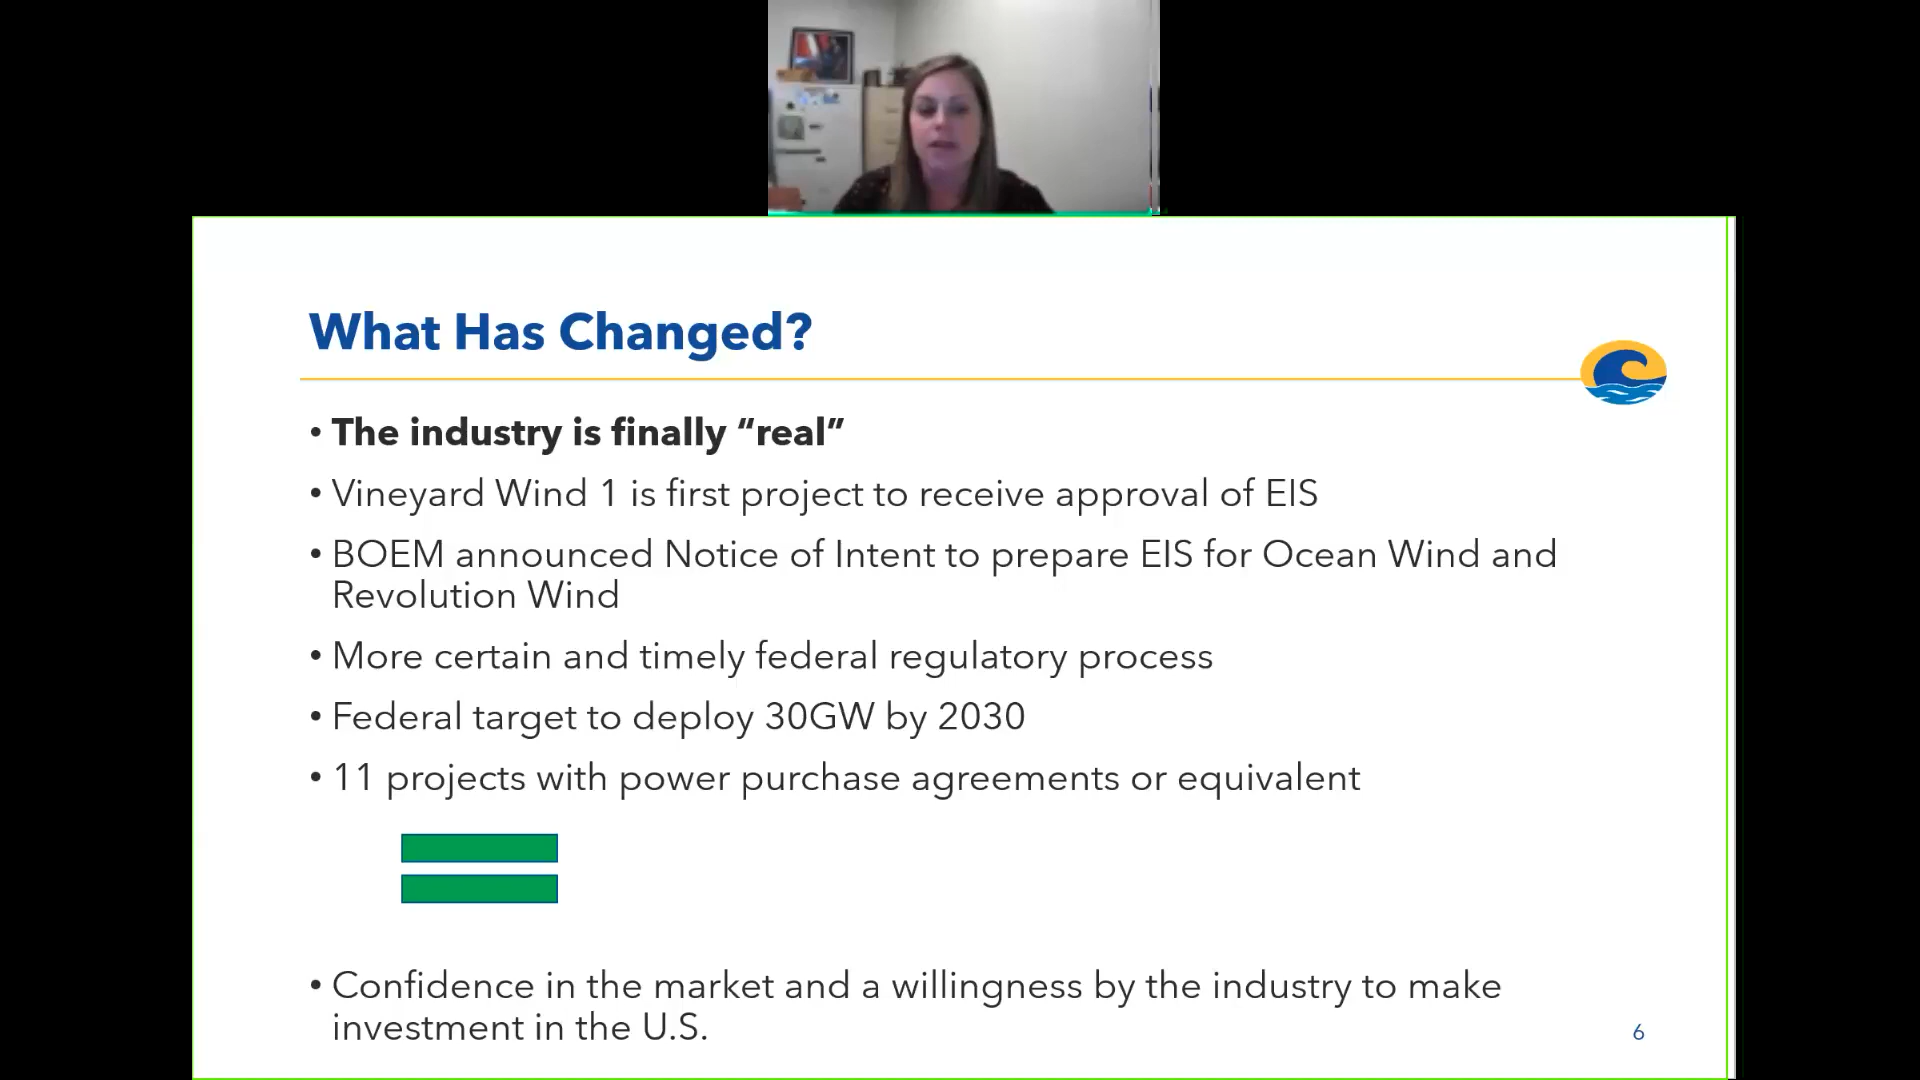 What Has Changed?
• The industry is finally “real”
• Vineyard Wind 1 is first project to receive approval of EIS
• BOEM announced Notice of Intent to prepare EIS for Ocean Wind and
Revolution Wind
• More certain and timely federal regulatory process
• Federal target to deploy 30GW by 2030
• 11 projects with power purchase agreements or equivalent
• Confidence in the market and a willingness by the industry to make
investment in the U.S.
6